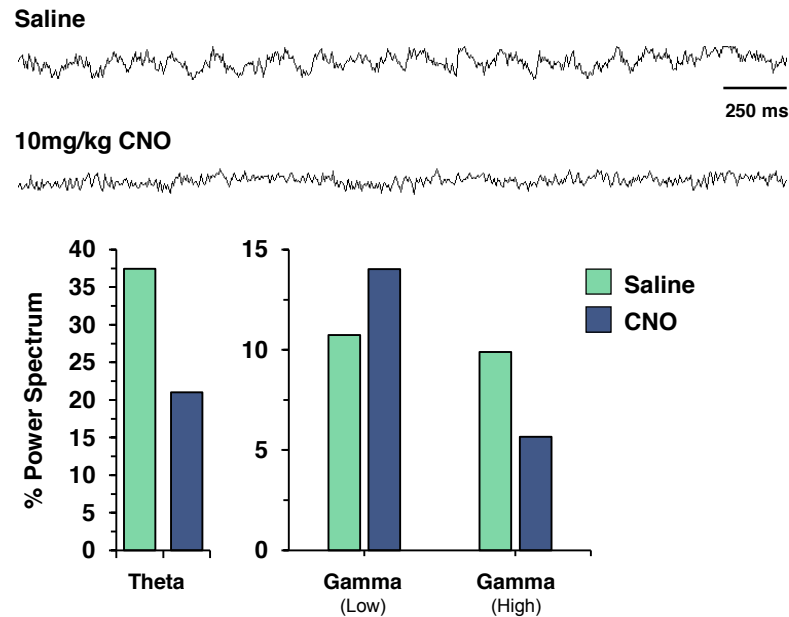 Saline
250 ms
10mg/kg CNO
% Power Spectrum
40
35
30
25
20
15
10
5
0
Theta
15
10
5
0
Gamma
(Low)
Gamma
(High)
Saline
CNO